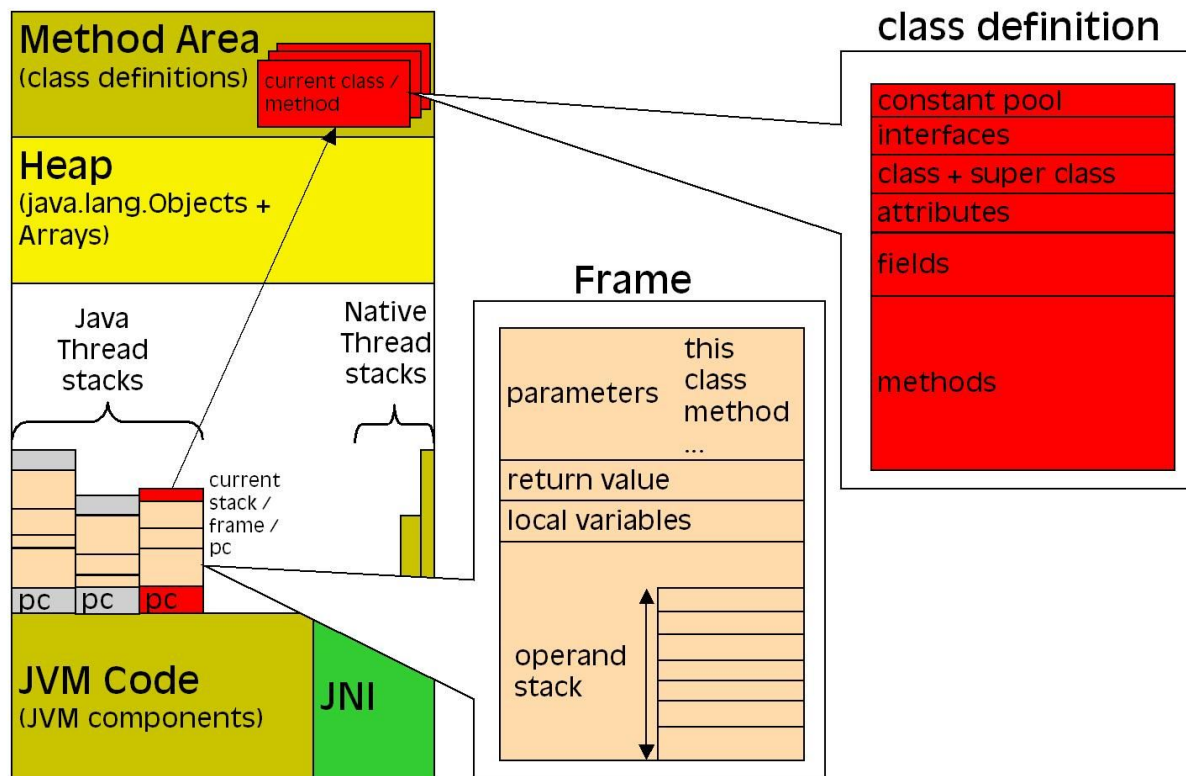 Method Area
(class definitions)
current class /
method
Heap
(java.lang.Objects +
Arrays)
Java
Thread
stacks
Native
Thread
stacks
current
stack /
frame /
pc
pc
pc
pc
JVM Code
(JVM components)
JNI
Frame
parameters
this
class
method
...
return value
local variables
operand
stack
class definition
constant pool
interfaces
class + super class
attributes
fields
methods